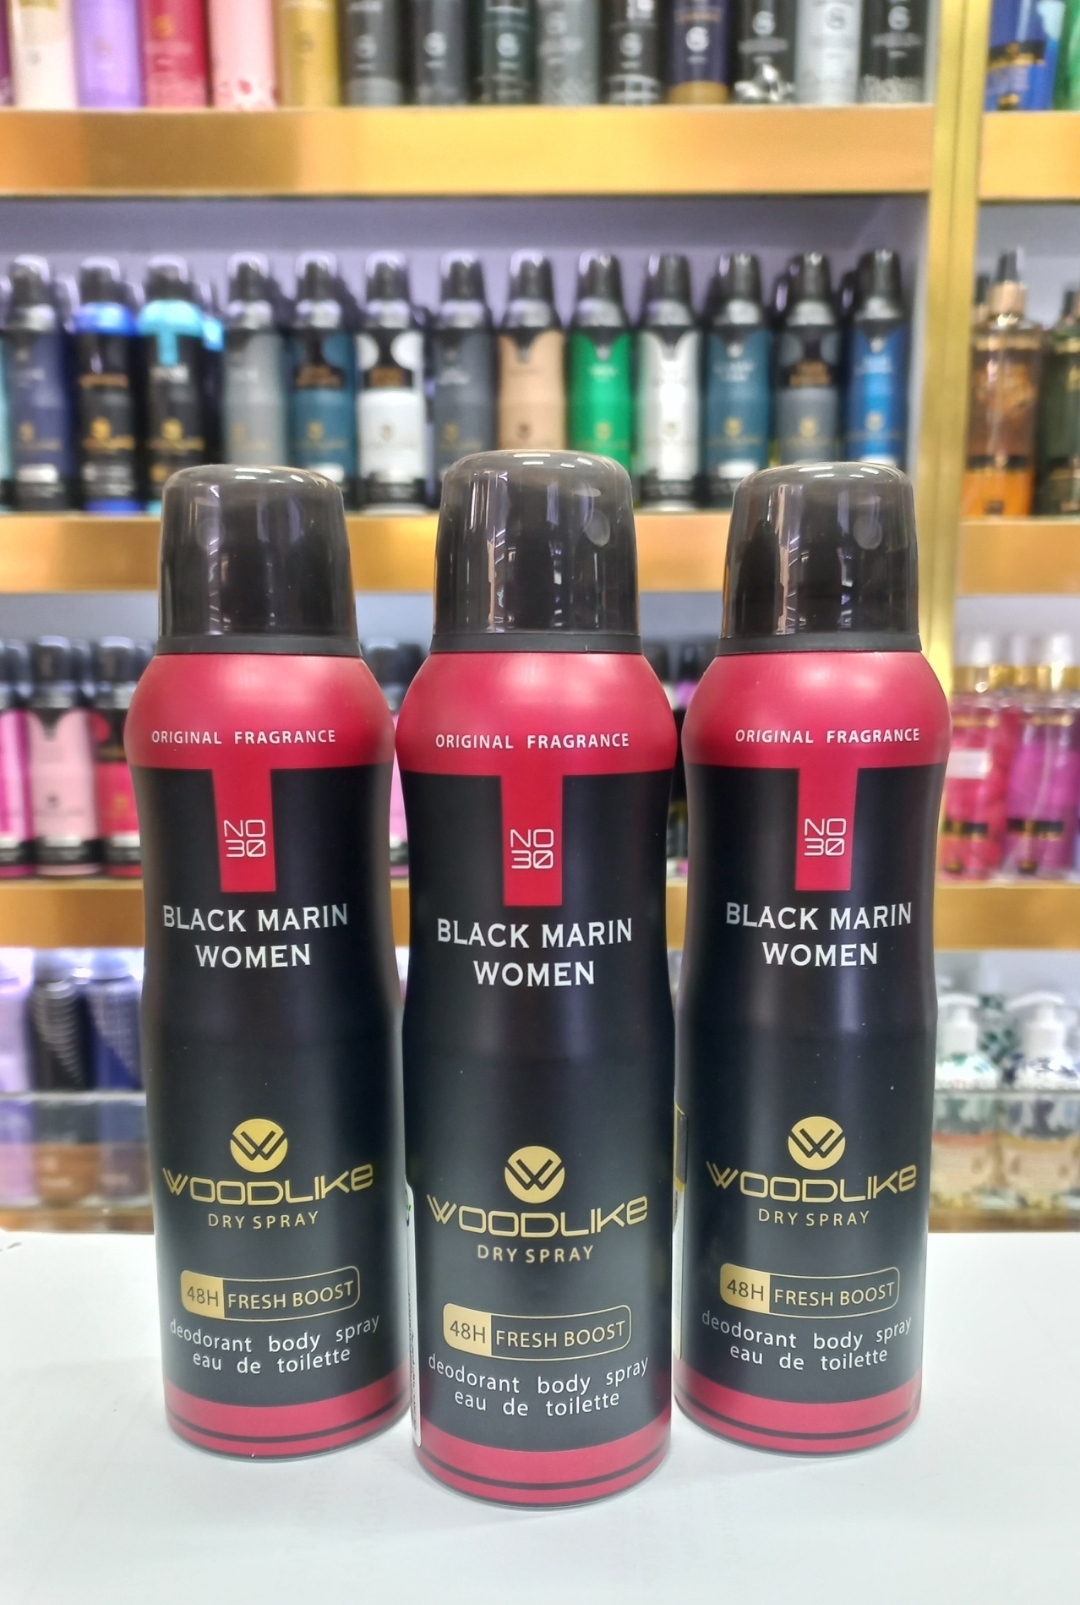 ORIGINAL FRAGRANCE
NO
30
BLACK MARIN
WOMEN
WOODLIKE
DRY SPRAY
48H FRESH BOOST
deodorant body spray
eau de toilette
ORIGINAL FRAGRANCE
NO
30
BLACK MARIN
WOMEN
WOODLIKE
DRY SPRAY
48H FRESH BOOST
deodorant body spray
eau de toilette
ORIGINAL FRAGRANCE
NO
30
BLACK MARIN
WOMEN
WOODLIKE
DRY SPRAY
48H FRESH BOOST
deodorant body spray
eau de toilette